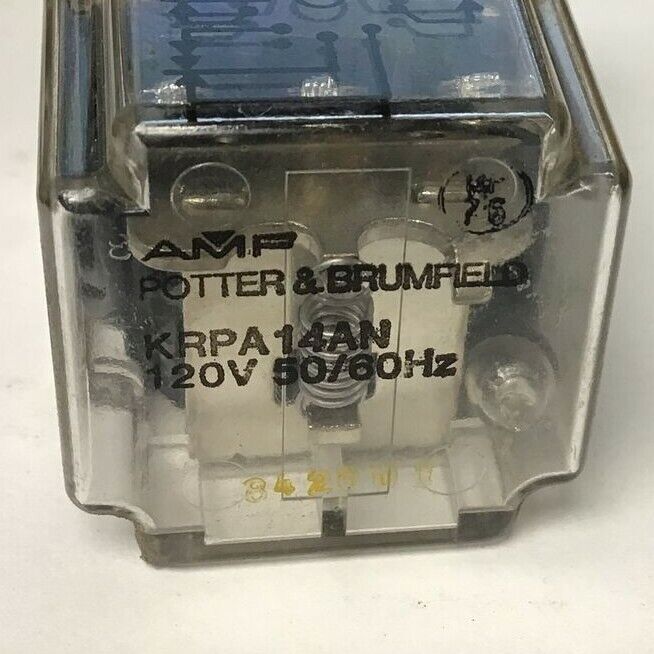 AMP
POTTER & BRUMFIELD
KRPA14AN
120V 50/60Hz